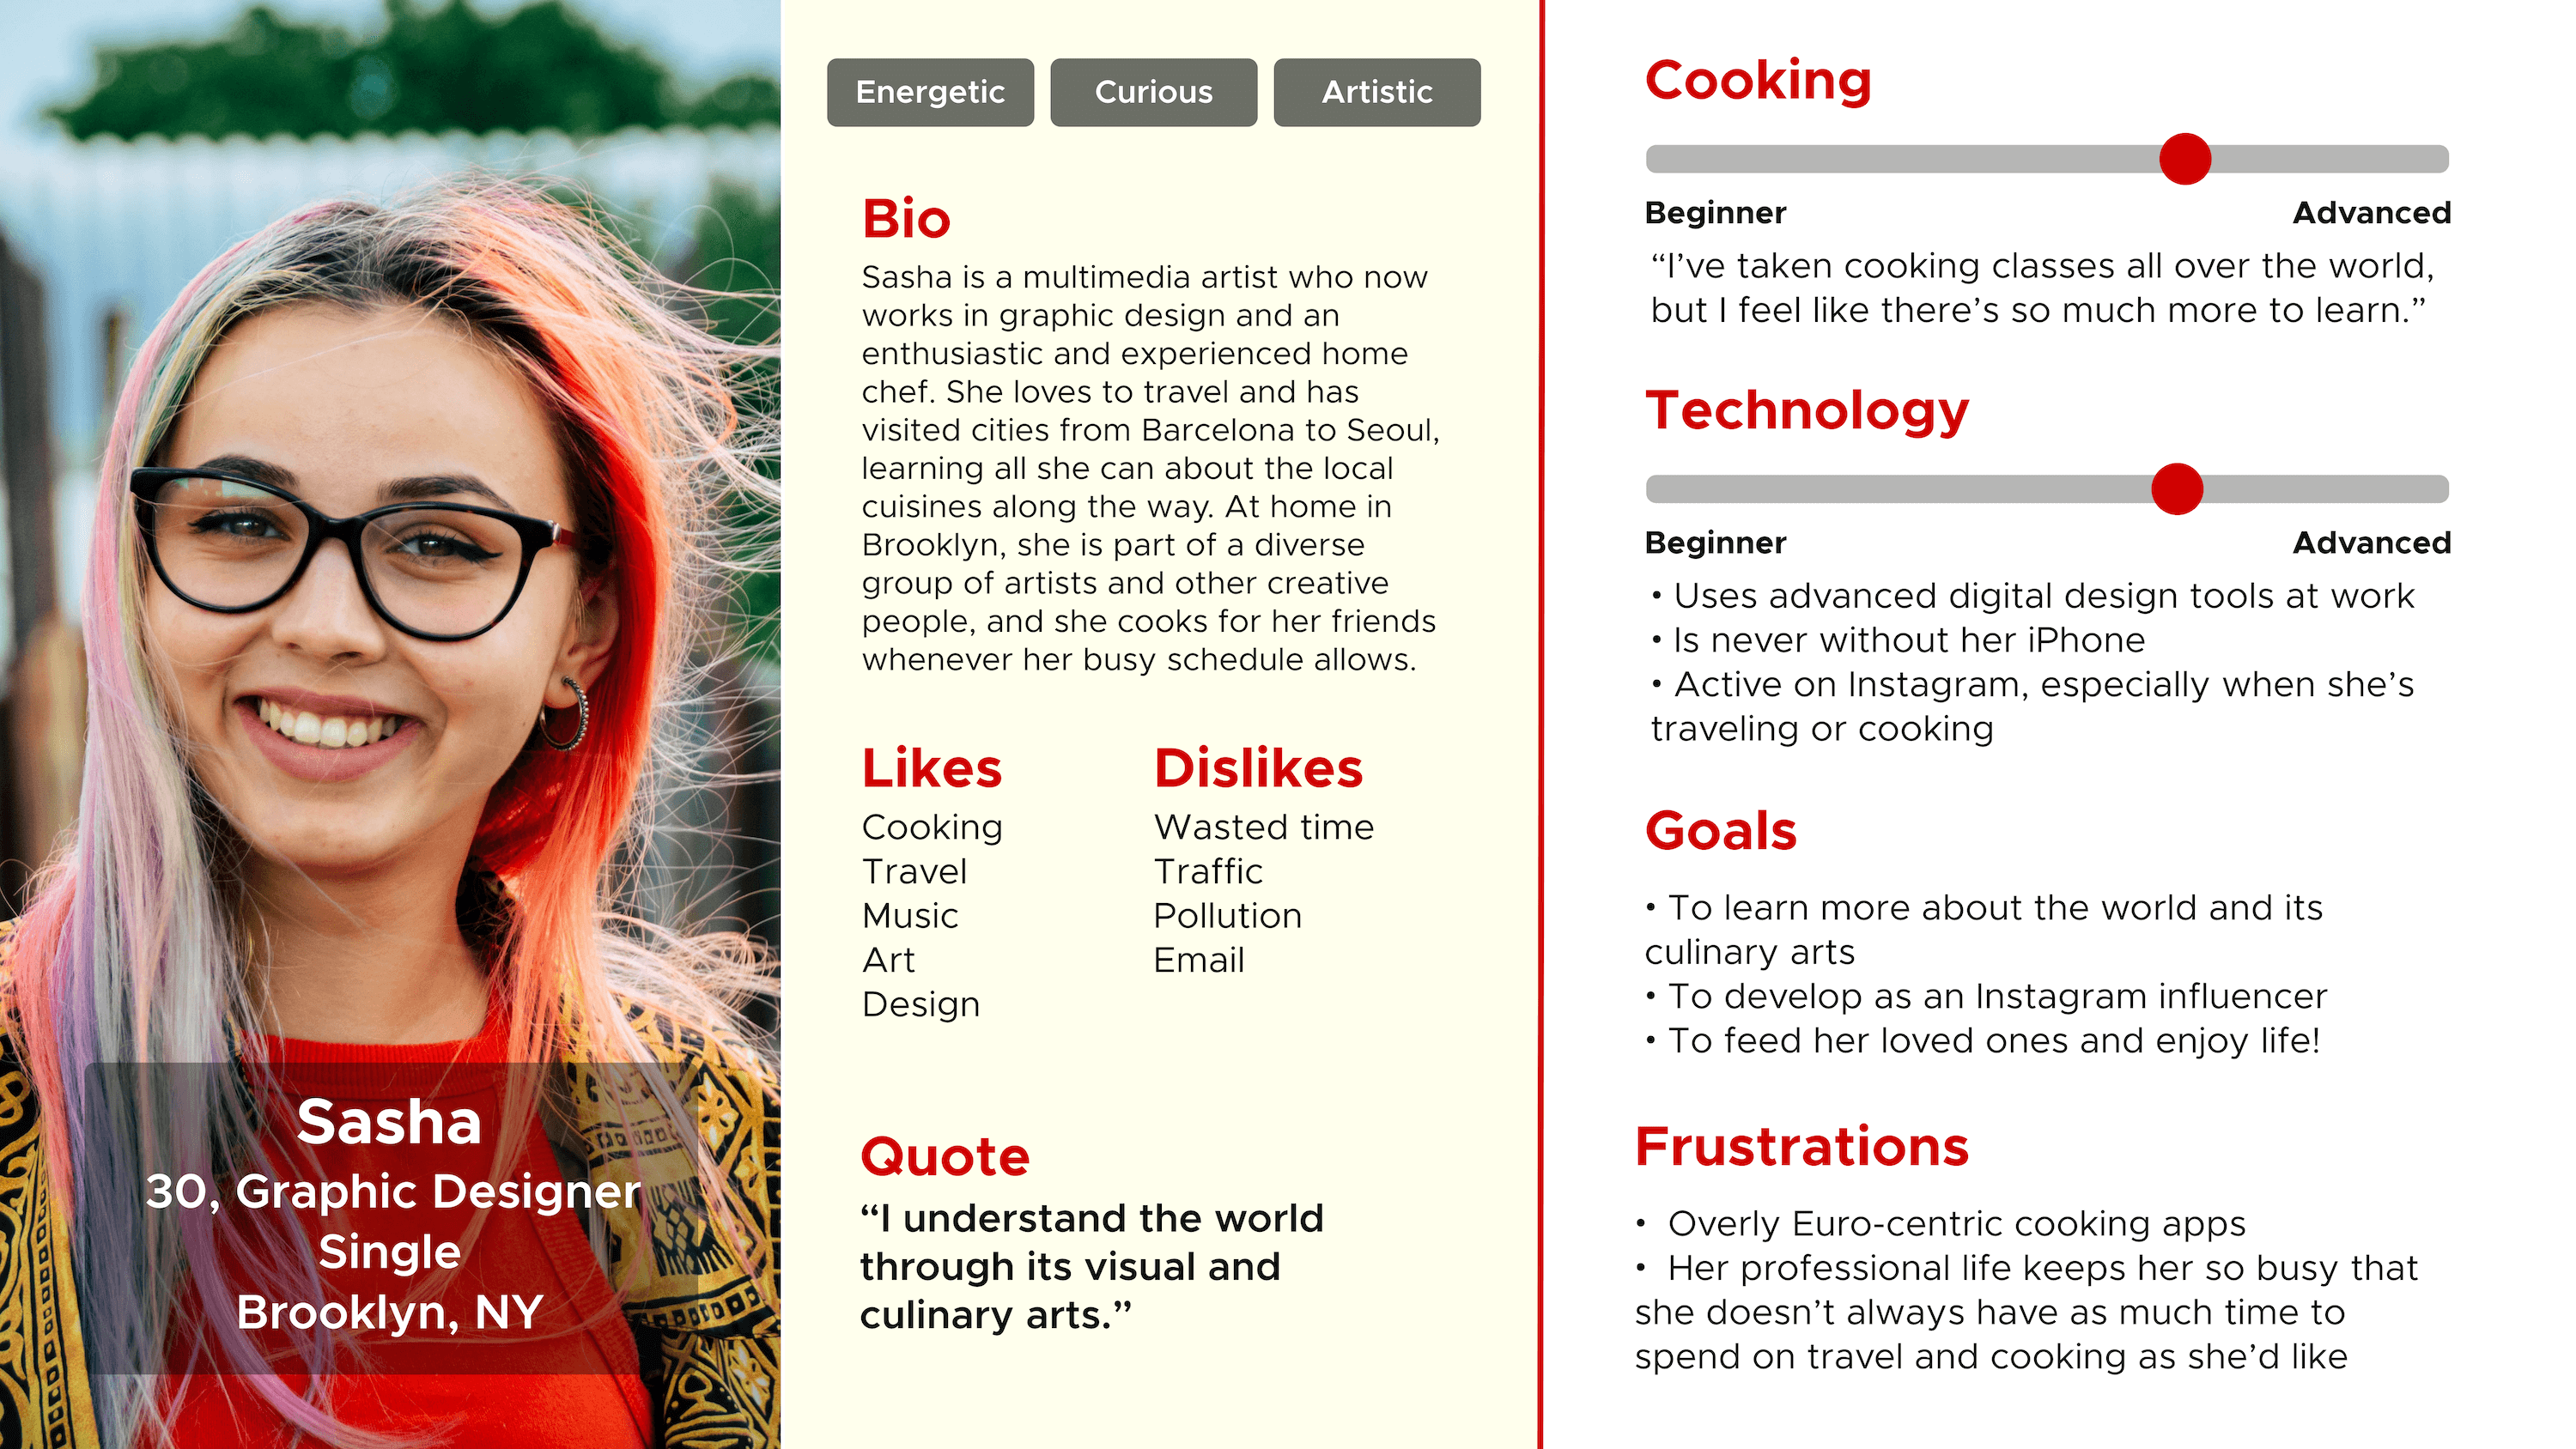 Sasha
30, Graphic Designer
Single
Brooklyn, NY
Energetic
Curious
Artistic
Bio
Sasha is a multimedia artist who now
works in graphic design and an
enthusiastic and experienced home
chef. She loves to travel and has
visited cities from Barcelona to Seoul,
learning all she can about the local
cuisines along the way. At home in
Brooklyn, she is part of a diverse
group of artists and other creative
people, and she cooks for her friends
whenever her busy schedule allows.
Likes
Cooking
Travel
Music
Art
Design
Dislikes
Wasted time
Traffic
Pollution
Email
Quote
“I understand the world
through its visual and
culinary arts.”
Cooking
Beginner
Advanced
“I’ve taken cooking classes all over the world,
but I feel like there’s so much more to learn.”
Technology
Beginner
Advanced
• Uses advanced digital design tools at work
• Is never without her iPhone
• Active on Instagram, especially when she’s
traveling or cooking
Goals
• To learn more about the world and its
culinary arts
• To develop as an Instagram influencer
• To feed her loved ones and enjoy life!
Frustrations
• Overly Euro-centric cooking apps
• Her professional life keeps her so busy that
she doesn’t always have as much time to
spend on travel and cooking as she’d like